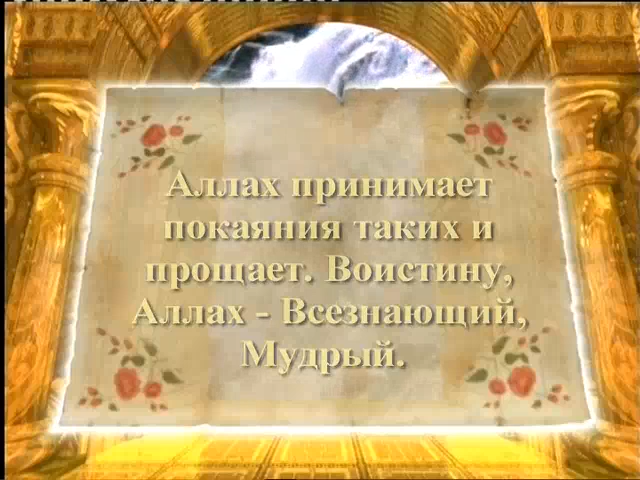 Аллах принимает
покаяния таких и
прощает. Воистину,
Аллах - Всезнающий,
Мудрый.